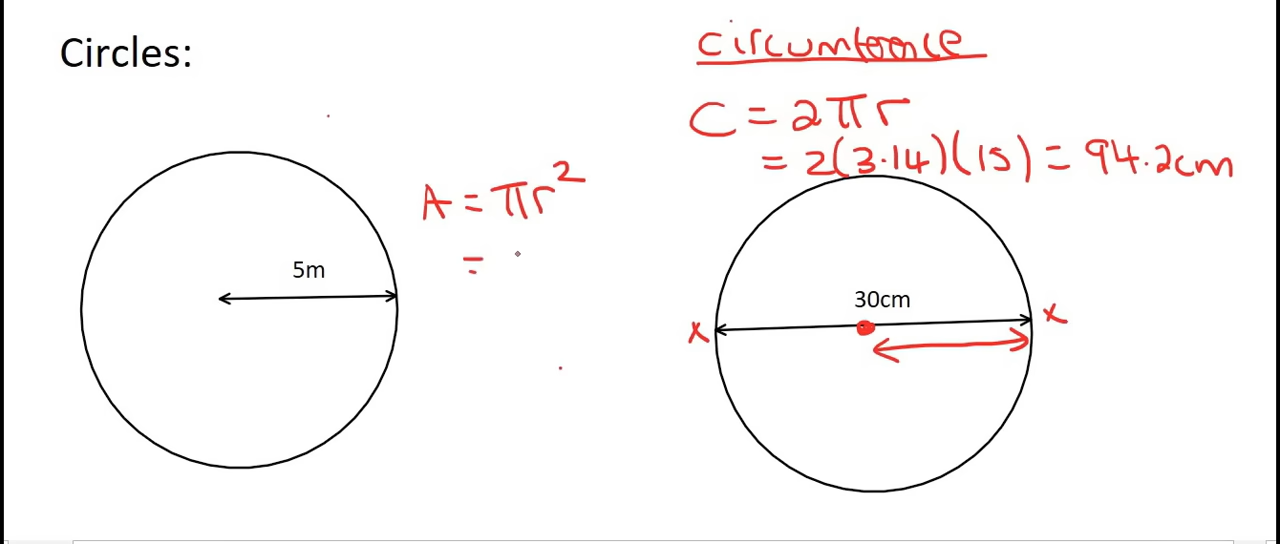 Circles:
circumference
C = 2πr
= 2(3.14)(15) = 94.2cm
A = πr²
=
5m
30cm
x
x